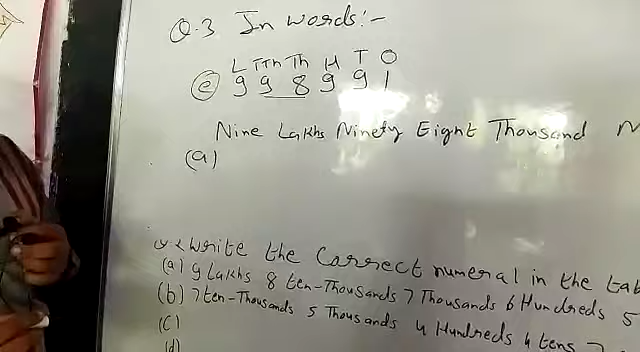 Q.3 In words:-
L TTh Th H T O
(e) 9 9 8 9 9 1
Nine Lakhs Ninety Eight Thousand N
(a)
Write the Correct numeral in the tab
(a) 9 Lakhs 8 ten-Thousands 7 Thousands 6 Hundreds 5
(b) 7 ten-Thousands 5 Thousands 4 Hundreds 4 tens 7
(c)
(d)